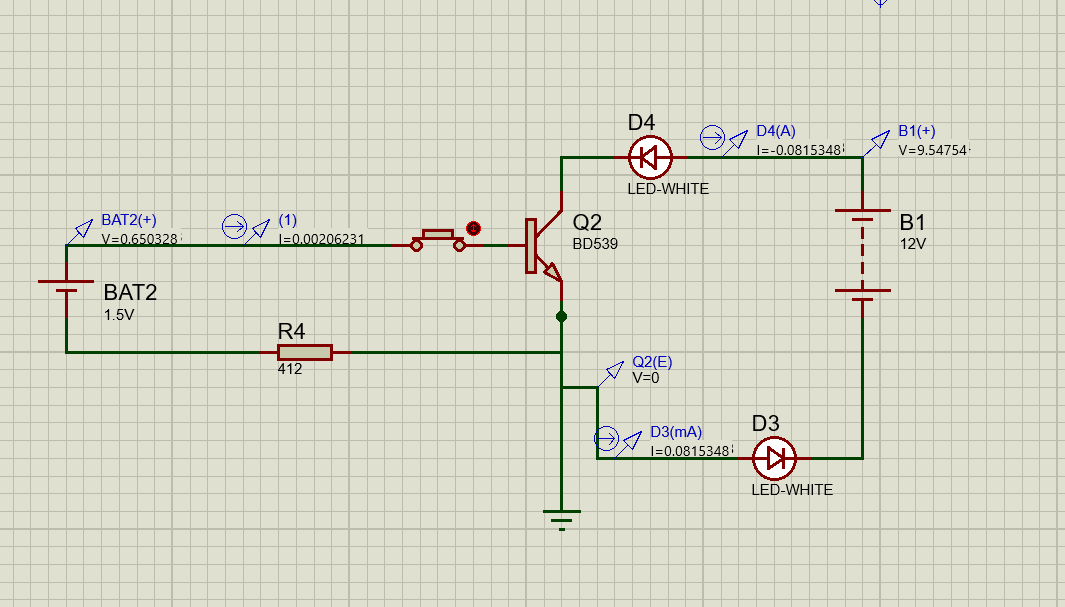 D4
D4(A)
I=-0.0815348
B1(+)
V=9.54754
LED-WHITE
BAT2(+)
V=0.650328
(1)
I=0.00206231
Q2
BD539
B1
12V
BAT2
1.5V
R4
412
Q2(E)
V=0
D3(mA)
I=0.0815348
D3
LED-WHITE